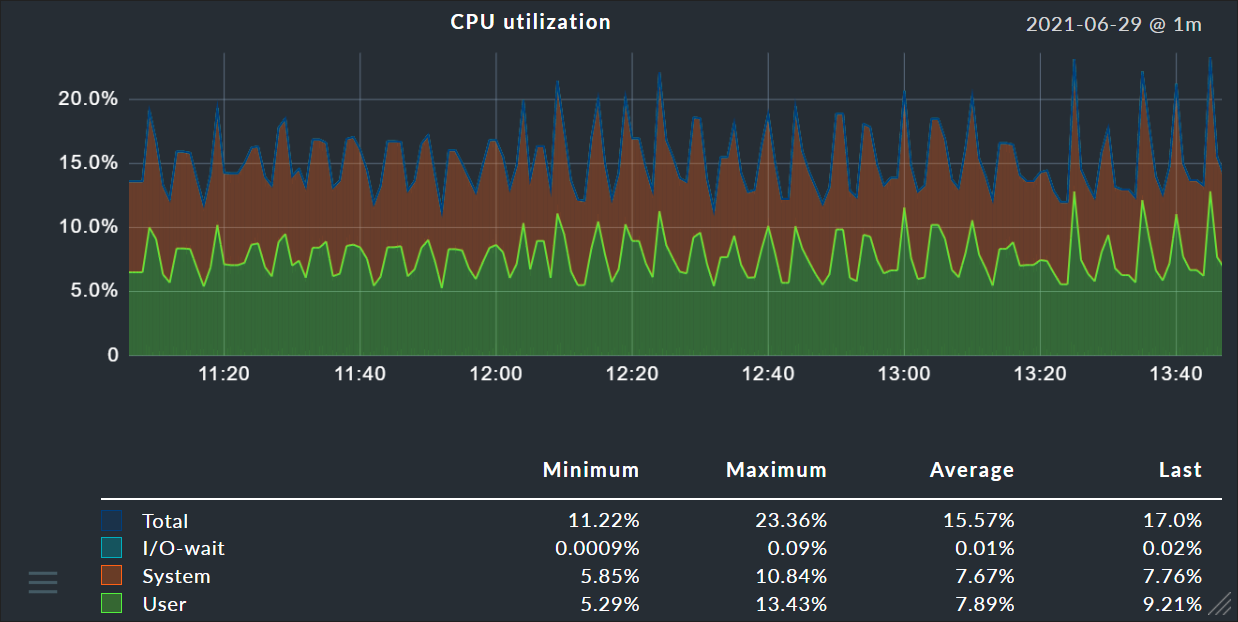 CPU utilization
2021-06-29 @ 1m
20.0%
15.0%
10.0%
5.0%
0
11:20 11:40 12:00 12:20 12:40 13:00 13:20 13:40
Minimum Maximum Average Last
Total 11.22% 23.36% 15.57% 17.0%
I/O-wait 0.0009% 0.09% 0.01% 0.02%
System 5.85% 10.84% 7.67% 7.76%
User 5.29% 13.43% 7.89% 9.21%